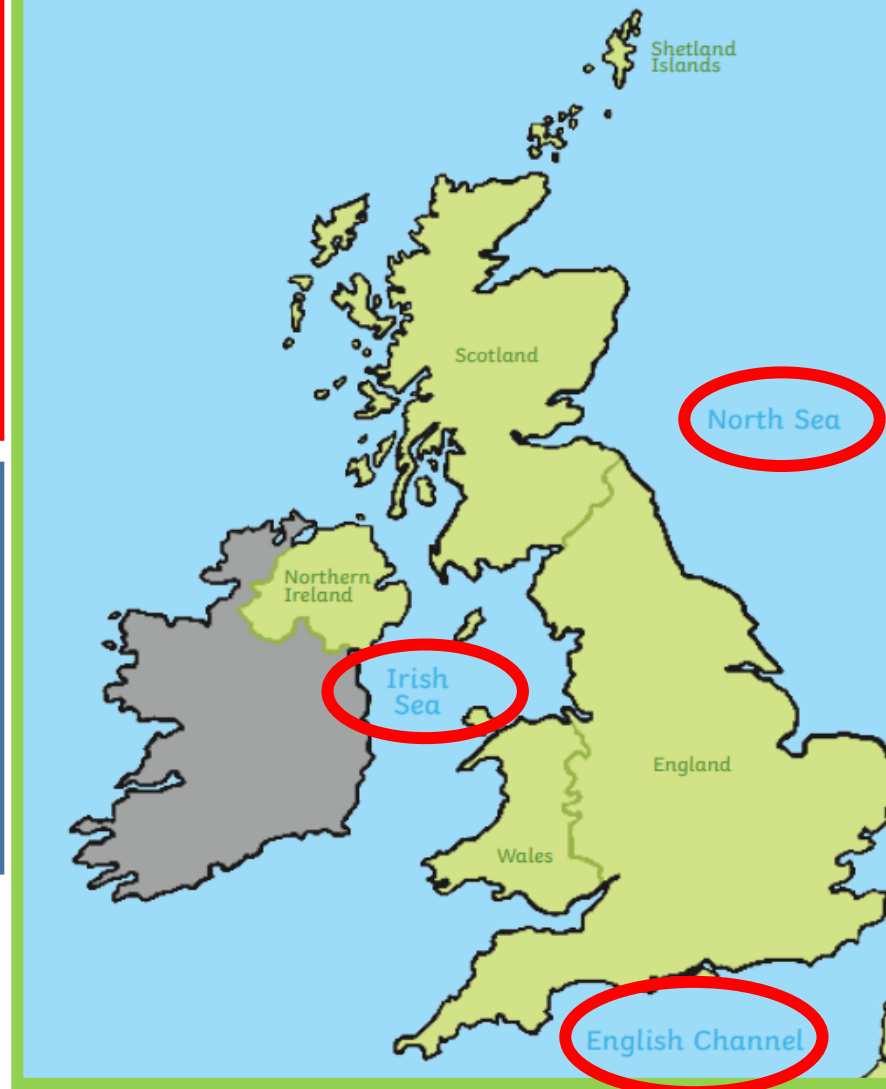 Shetland
Islands
Scotland
North Sea
Northern
Ireland
Irish
Sea
England
Wales
English Channel